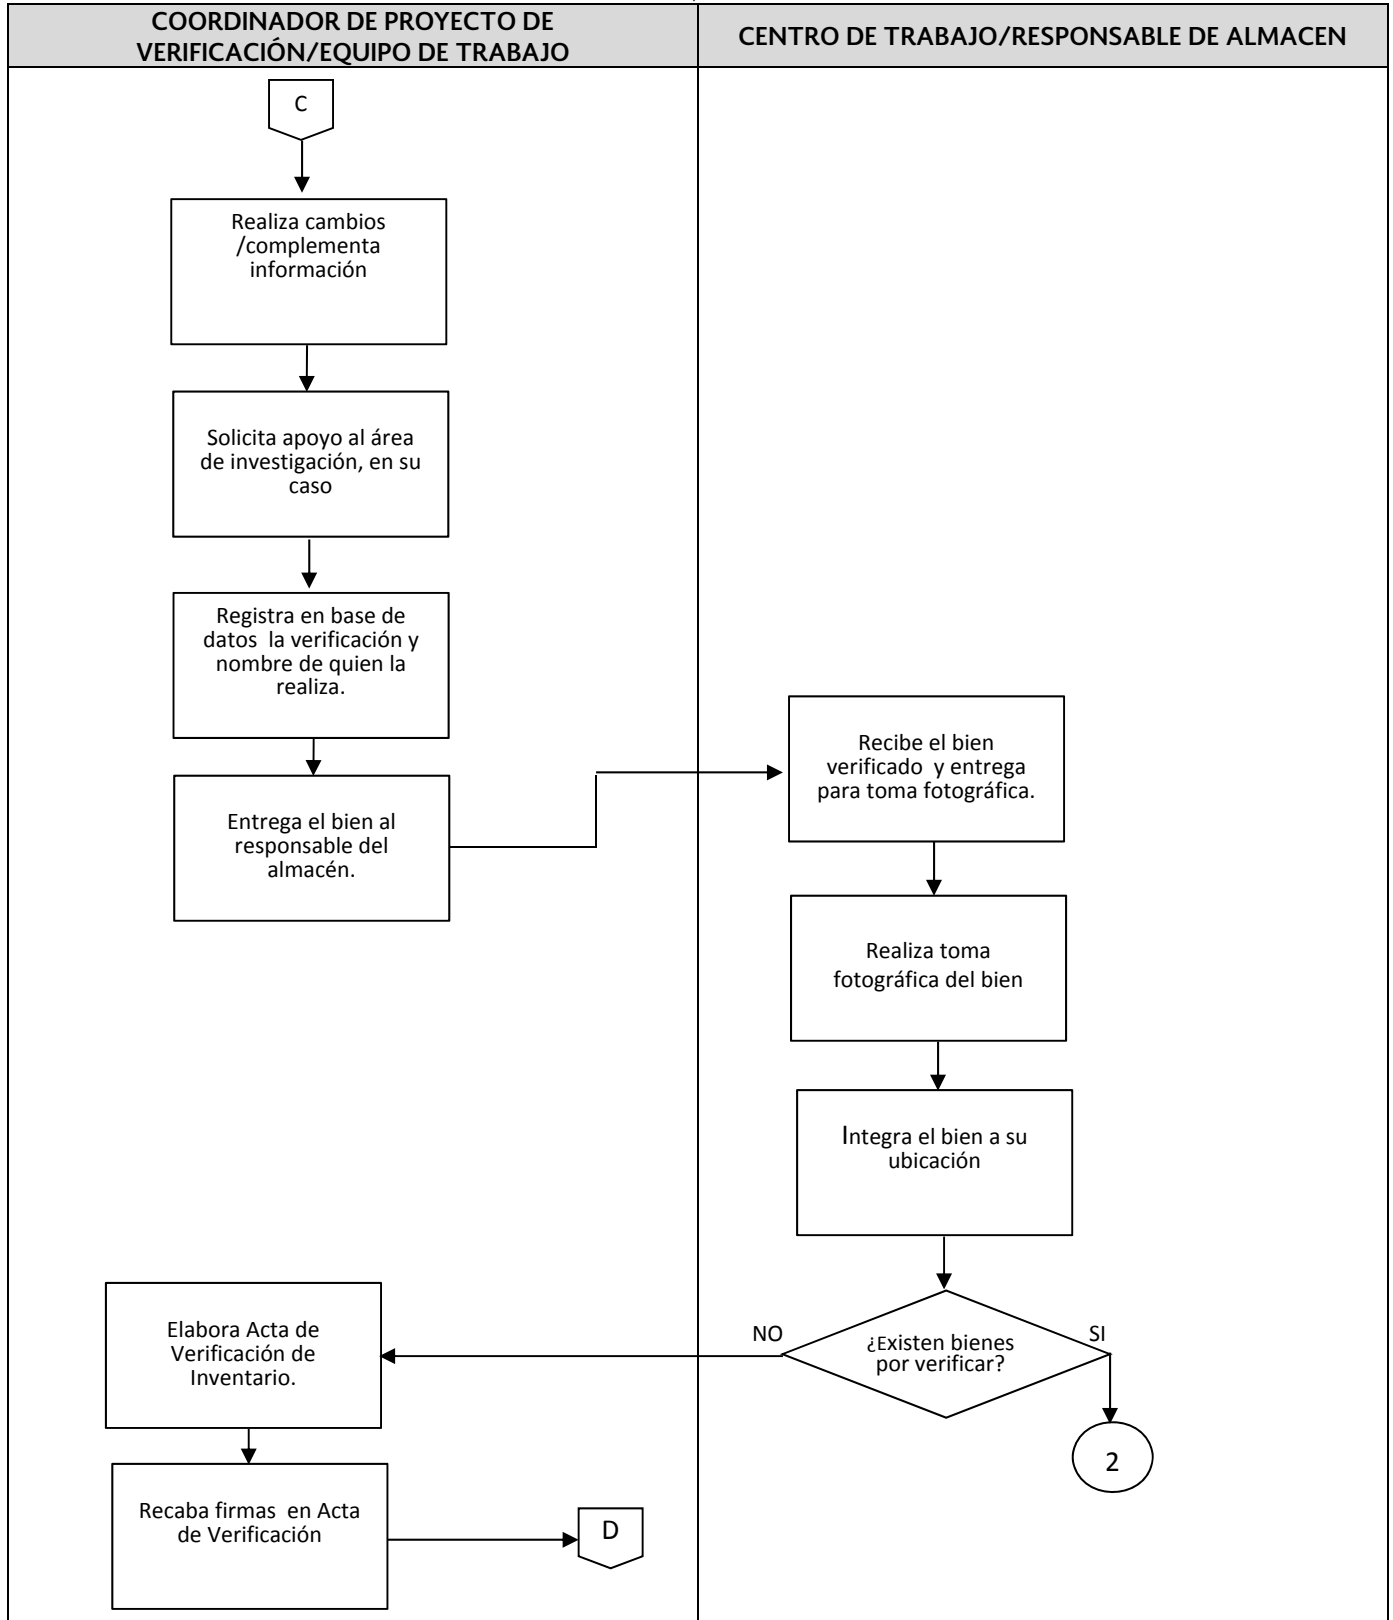 COORDINADOR DE PROYECTO DE
VERIFICACIÓN/EQUIPO DE TRABAJO
CENTRO DE TRABAJO/RESPONSABLE DE ALMACEN
C
Realiza cambios
/complementa
información
Solicita apoyo al área
de investigación, en su
caso
Registra en base de
datos la verificación y
nombre de quien la
realiza.
Entrega el bien al
responsable del
almacén.
Recibe el bien
verificado y entrega
para toma fotográfica.
Realiza toma
fotográfica del bien
Integra el bien a su
ubicación
¿Existen bienes
por verificar?
NO
SI
2
Elabora Acta de
Verificación de
Inventario.
Recaba firmas en Acta
de Verificación
D